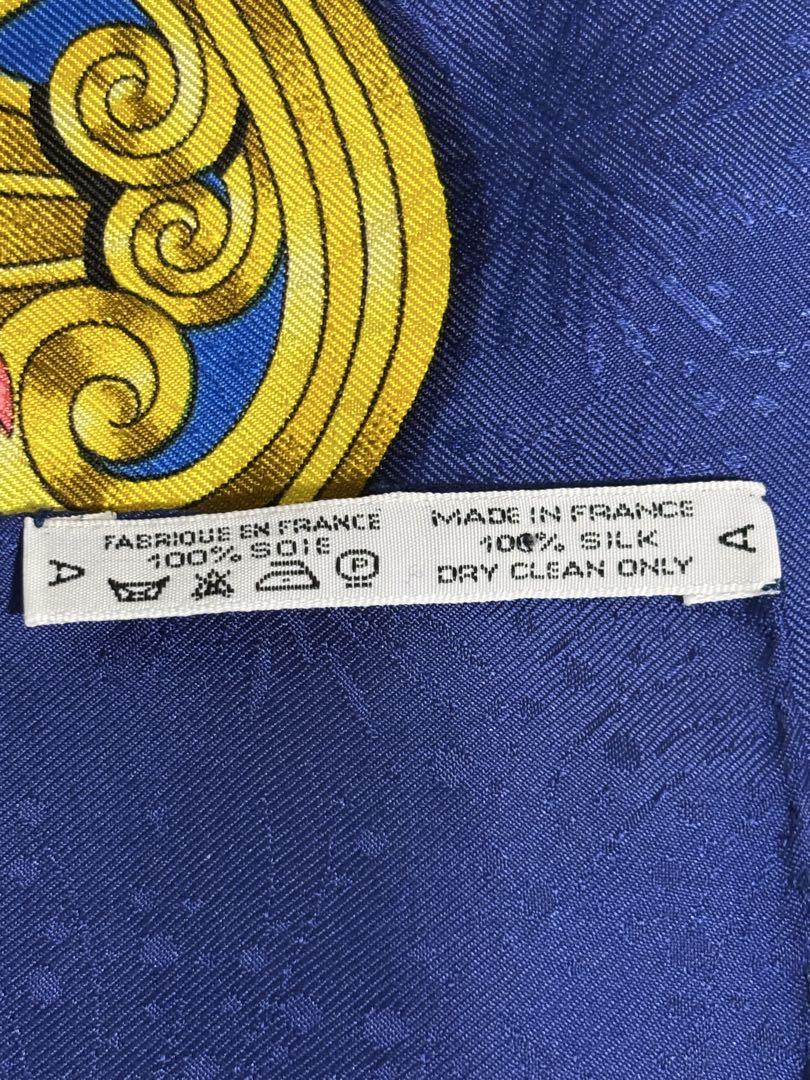 A
FABRIQUE EN FRANCE
100% SOIE
P
MADE IN FRANCE
100% SILK
DRY CLEAN ONLY
A